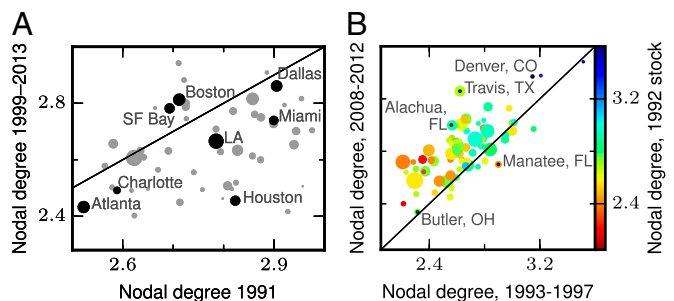 A
Nodal degree 1999–2013
2.8
2.4
Boston
SF Bay
Dallas
Miami
LA
Charlotte
Atlanta
Houston
2.6
2.9
Nodal degree 1991
B
Nodal degree, 2008-2012
Denver, CO
Travis, TX
Alachua,
FL
Manatee, FL
Butler, OH
2.4
3.2
Nodal degree, 1993-1997
3.2
2.4
Nodal degree, 1992 stock